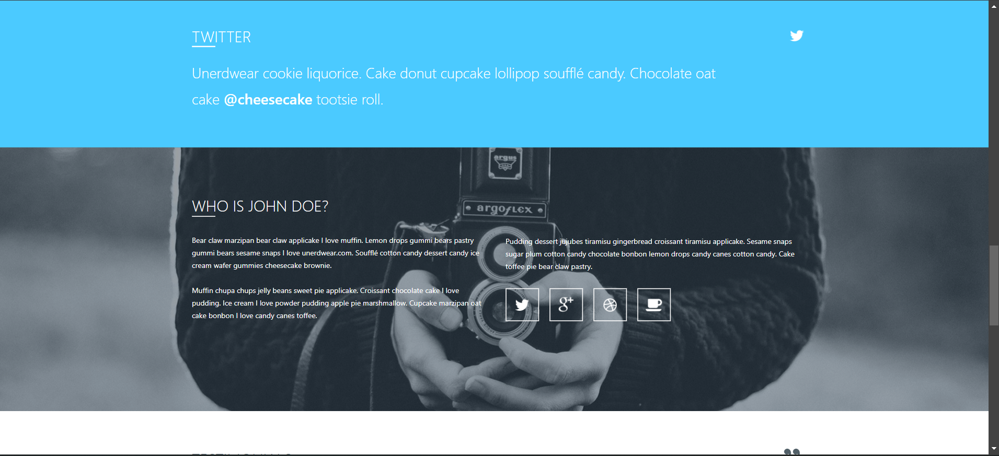 TWITTER
Unerdwear cookie liquorice. Cake donut cupcake lollipop soufflé candy. Chocolate oat
cake @cheesecake tootsie roll.
argus
argoflex
WHO IS JOHN DOE?
Bear claw marzipan bear claw applicake I love muffin. Lemon drops gummi bears pastry
gummi bears sesame snaps I love unerdwear.com. Soufflé cotton candy dessert candy ice
cream wafer gummies cheesecake brownie.
Muffin chupa chups jelly beans sweet pie applicake. Croissant chocolate cake I love
pudding. Ice cream I love powder pudding apple pie marshmallow. Cupcake marzipan oat
cake bonbon I love candy canes toffee.
Pudding dessert jujubes tiramisu gingerbread croissant tiramisu applicake. Sesame snaps
sugar plum cotton candy chocolate bonbon lemon drops candy canes cotton candy. Cake
toffee pie bear claw pastry.
g+